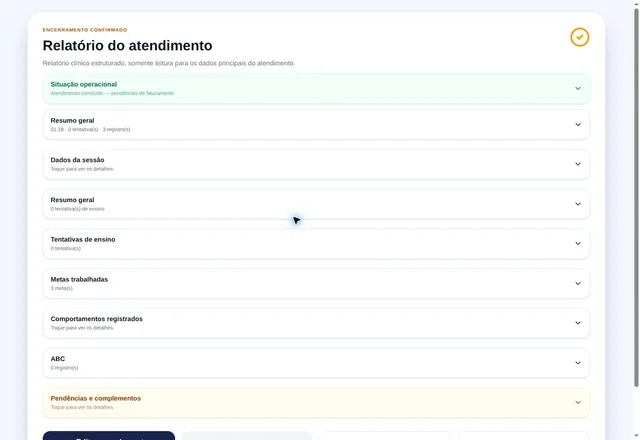 ENCERRAMENTO CONFIRMADO
Relatório do atendimento
Relatório clínico estruturado, somente leitura para os dados principais do atendimento.
Situação operacional
Atendimento concluído — pendências de faturamento
Resumo geral
01:18 · 0 tentativa(s) · 3 registro(s)
Dados da sessão
Toque para ver os detalhes.
Resumo geral
0 tentativa(s) de ensino
Tentativas de ensino
0 tentativa(s)
Metas trabalhadas
3 meta(s)
Comportamentos registrados
Toque para ver os detalhes.
ABC
0 registro(s)
Pendências e complementos
Toque para ver os detalhes.